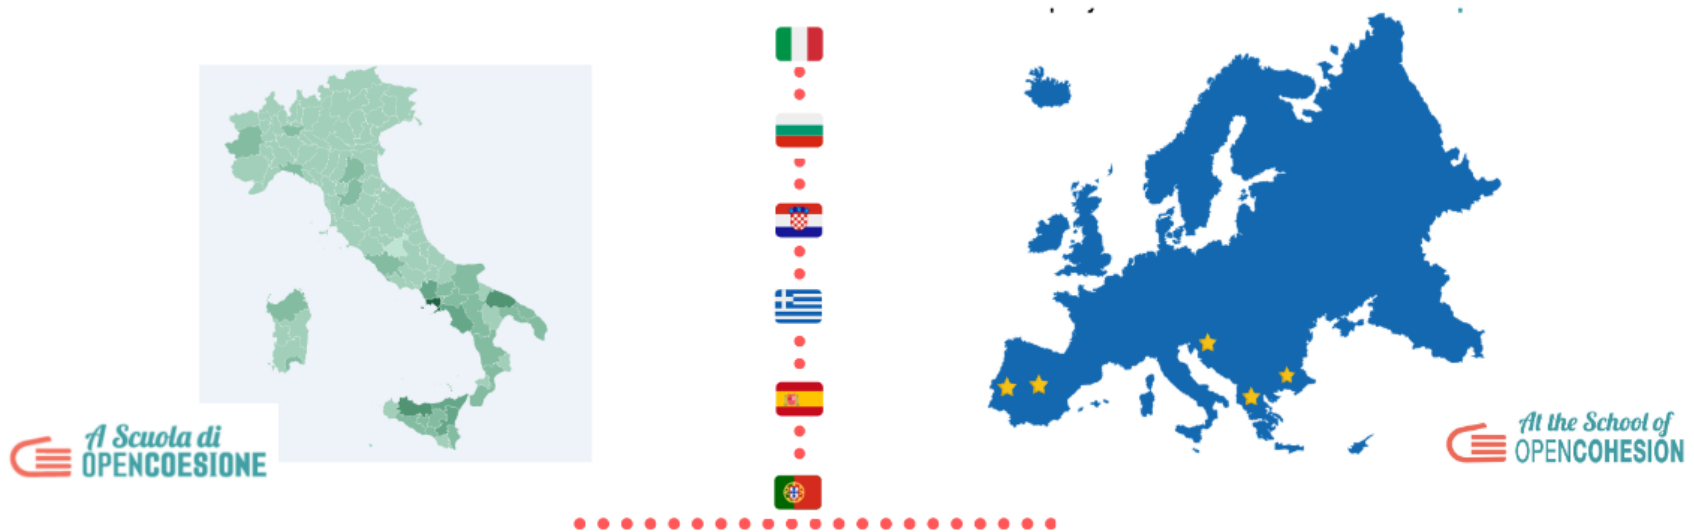 A Scuola di
OPENCOESIONE
At the School of
OPENCOHESION